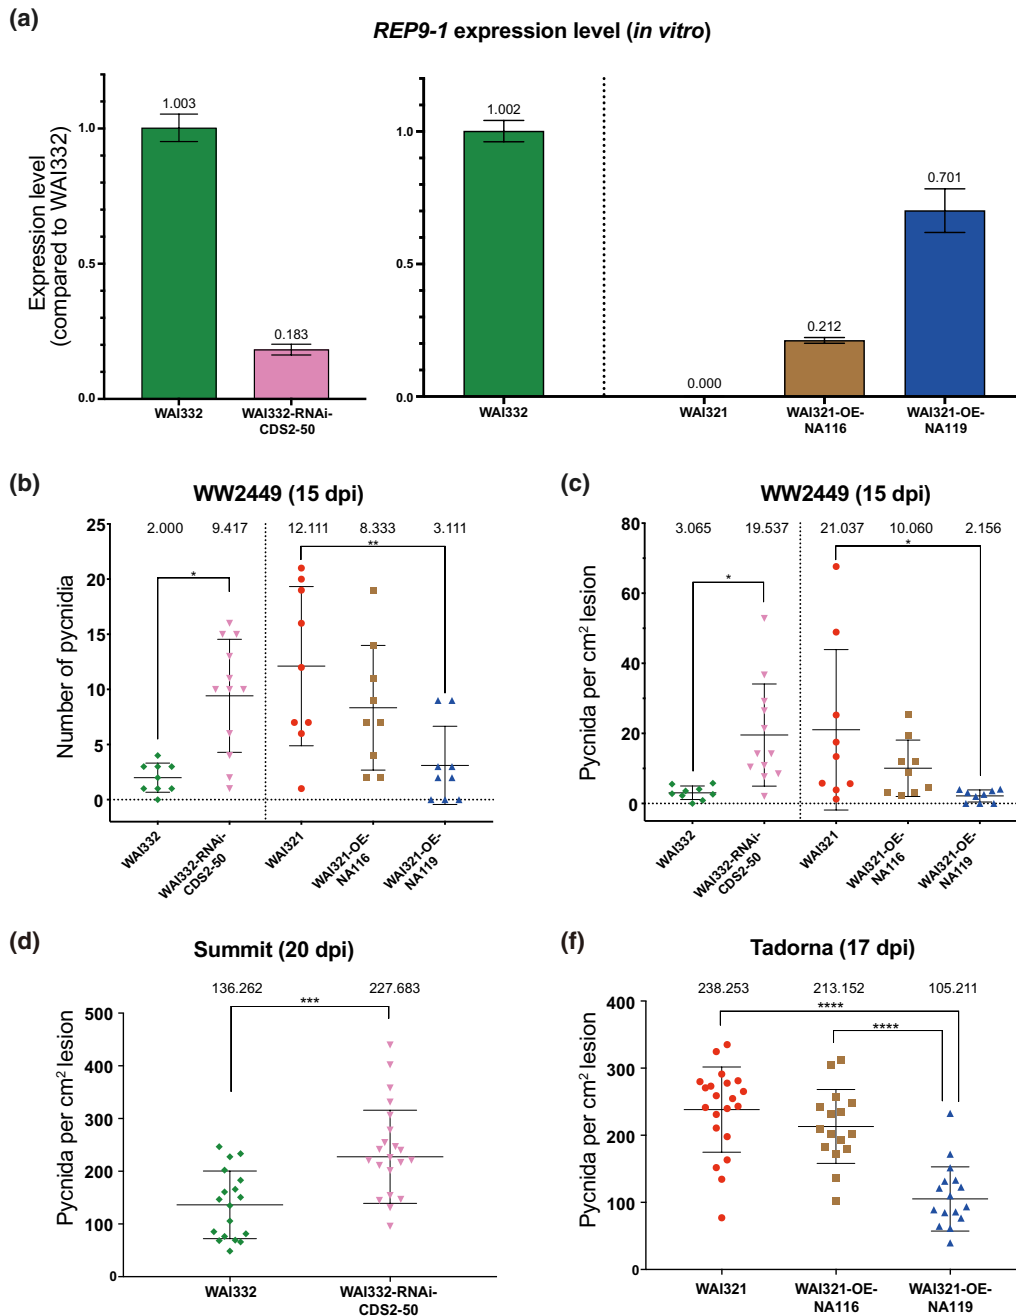 (a)
REP9-1 expression level (in vitro)
Expression level
(compared to WAI332)
1.0
0.5
0.0
1.003
0.183
WAI332
WAI332-RNAi-
CDS2-50
1.0
0.5
0.0
1.002
0.000
0.212
0.701
WAI332
WAI321
WAI321-OE-
NA116
WAI321-OE-
NA119
(b)
WW2449 (15 dpi)
2.000 9.417 12.111 8.333 3.111
* **
Number of pycnidia
25
20
15
10
5
0
WAI332
WAI332-RNAi-
CDS2-50
WAI321
WAI321-OE-
NA116
WAI321-OE-
NA119
(c)
WW2449 (15 dpi)
3.065 19.537 21.037 10.060 2.156
* *
Pycnida per cm² lesion
80
60
40
20
0
WAI332
WAI332-RNAi-
CDS2-50
WAI321
WAI321-OE-
NA116
WAI321-OE-
NA119
(d)
Summit (20 dpi)
136.262 227.683
***
Pycnida per cm² lesion
500
400
300
200
100
0
WAI332
WAI332-RNAi-
CDS2-50
(f)
Tadorna (17 dpi)
238.253 213.152 105.211
****
****
Pycnida per cm² lesion
400
300
200
100
0
WAI321
WAI321-OE-
NA116
WAI321-OE-
NA119